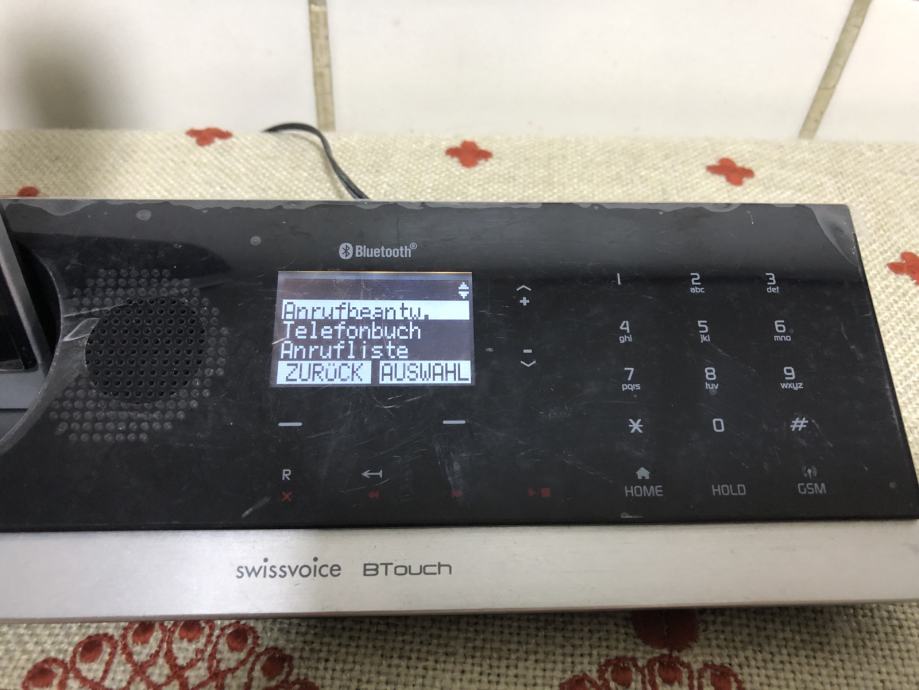 Bluetooth®
Anrufbeantw.
Telefonbuch
Anrufliste
ZURÜCK AUSWAHL
+
-
1 2 abc 3 def
4 ghi 5 jkl 6 mno
7 pqrs 8 tuv 9 wxyz
* 0 #
R
HOME HOLD GSM
swissvoice BTouch